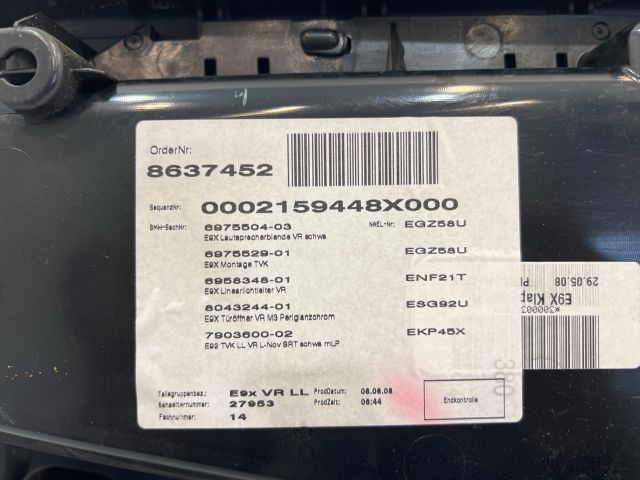 OrderNr:
8637452
SequenzNr: 0002159448X000
BMW-SachNr: 6975504-03 NAEL-Nr: EGZ58U
E9X Lautsprecherblende VR schwa
6975529-01 EGZ58U
E9X Montage TVK
6958348-01 ENF21T
E9X Linearlichtleiter VR
8043244-01 ESG92U
E9X Türöffner VR M3 Perlglanzchrom
7903600-02 EKP45X
E92 TVK LL VR L-Nov SRT schwa mLP
Teilegruppenbez.: E9x VR LL ProdDatum: 06.06.08
Behaelternummer: 27953 ProdZeit: 06:44
Fachnummer: 14
Endkontrolle
29.05.08
E9X Klap